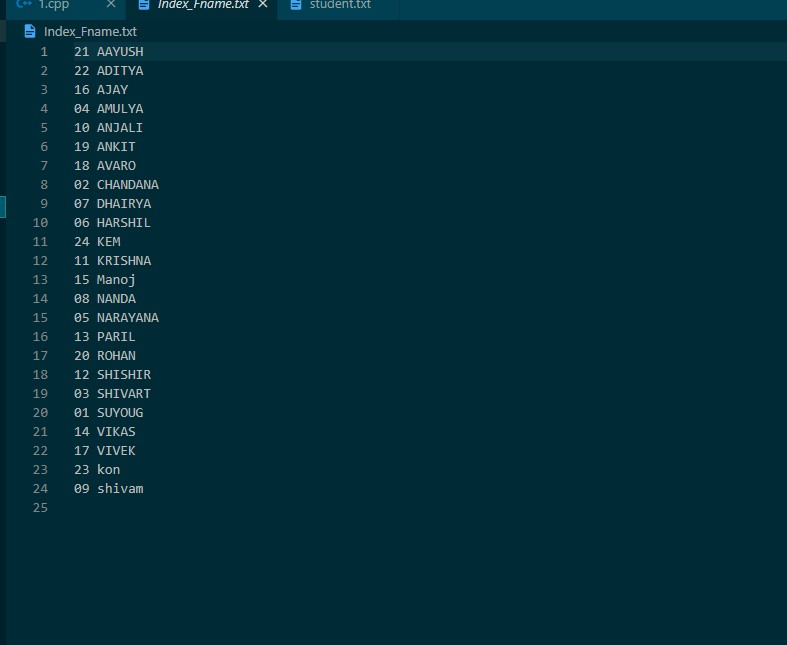 1.cpp Index_Fname.txt student.txt
Index_Fname.txt
1 21 AAYUSH
2 22 ADITYA
3 16 AJAY
4 04 AMULYA
5 10 ANJALI
6 19 ANKIT
7 18 AVARO
8 02 CHANDANA
9 07 DHAIRYA
10 06 HARSHIL
11 24 KEM
12 11 KRISHNA
13 15 Manoj
14 08 NANDA
15 05 NARAYANA
16 13 PARIL
17 20 ROHAN
18 12 SHISHIR
19 03 SHIVART
20 01 SUYOUG
21 14 VIKAS
22 17 VIVEK
23 23 kon
24 09 shivam
25